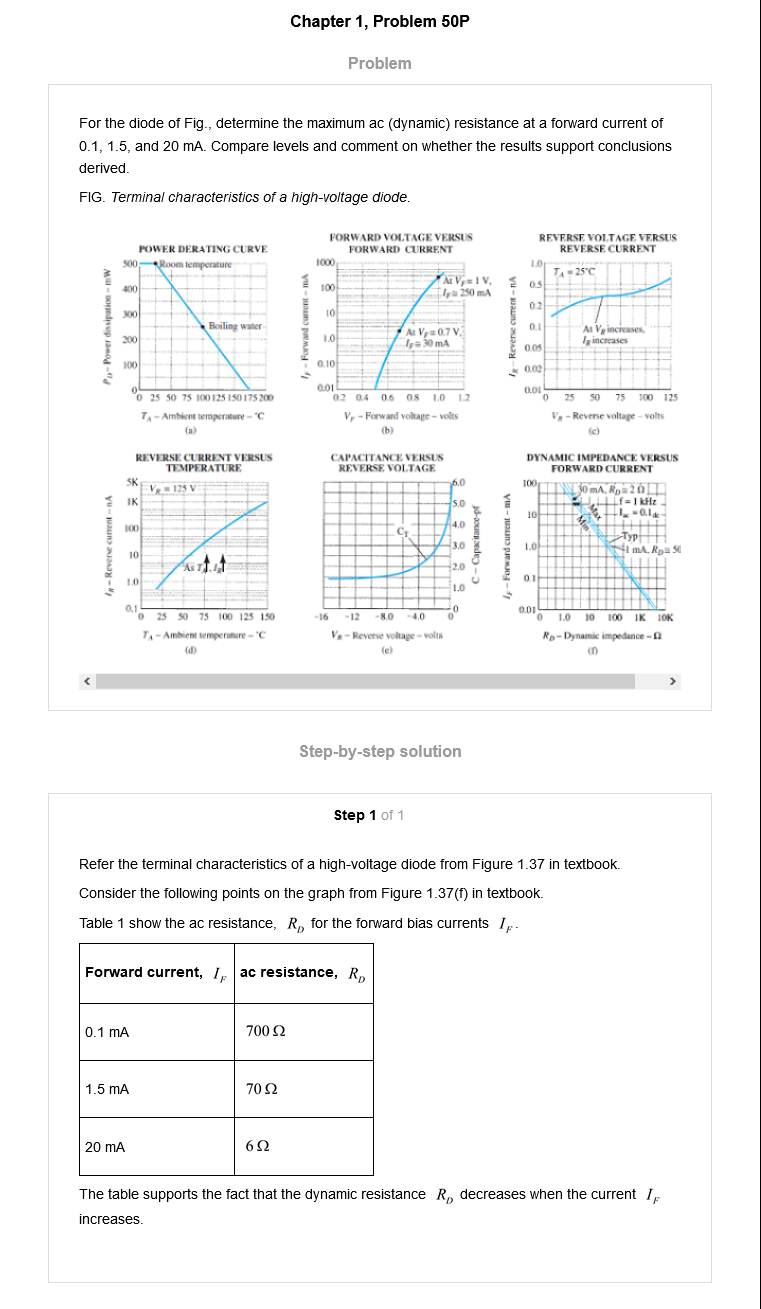 Chapter 1, Problem 50P
Problem
For the diode of Fig., determine the maximum ac (dynamic) resistance at a forward current of
0.1, 1.5, and 20 mA. Compare levels and comment on whether the results support conclusions
derived.
FIG. Terminal characteristics of a high-voltage diode.
POWER DERATING CURVE
500
400
300
200
100
0
P_D – Power dissipation – mW
Room temperature
Boiling water
0 25 50 75 100 125 150 175 200
T_A – Ambient temperature – °C
(a)
FORWARD VOLTAGE VERSUS
FORWARD CURRENT
1000
100
10
1.0
0.10
0.01
I_F – Forward current – mV
At V_F ≅ 1 V,
I_F ≅ 250 mA
At V_F ≅ 0.7 V,
I_F ≅ 30 mA
0.2 0.4 0.6 0.8 1.0 1.2
V_F – Forward voltage – volts
(b)
REVERSE VOLTAGE VERSUS
REVERSE CURRENT
1.0
0.5
0.2
0.1
0.05
0.02
0.01
I_R – Reverse current – nV
T_A = 25°C
At V_R increases,
I_R increases
0 25 50 75 100 125
V_R – Reverse voltage – volts
(c)
REVERSE CURRENT VERSUS
TEMPERATURE
5K
1K
100
10
1.0
0.1
I_R – Reverse current – nV
V_R = 125 V
As T_A, I_R
0 25 50 75 100 125 150
T_A – Ambient temperature – °C
(d)
CAPACITANCE VERSUS
REVERSE VOLTAGE
6.0
5.0
4.0
3.0
2.0
1.0
0
C – Capacitance-pf
C_T
-16 -12 -8.0 -4.0 0
V_R – Reverse voltage – volts
(e)
DYNAMIC IMPEDANCE VERSUS
FORWARD CURRENT
100
10
1.0
0.1
0.01
I_F – Forward current – mV
30 mA, R_D ≅ 2 Ω
f = 1 kHz
I_ac = 0.1 dc
Max
Min
Typ
1 mA, R_D ≅ 50
0 1.0 10 100 1K 10K
R_D – Dynamic impedance – Ω
(f)
Step-by-step solution
Step 1 of 1
Refer the terminal characteristics of a high-voltage diode from Figure 1.37 in textbook.
Consider the following points on the graph from Figure 1.37(f) in textbook.
Table 1 show the ac resistance, R_D for the forward bias currents I_F.
Forward current, I_F ac resistance, R_D
0.1 mA 700 Ω
1.5 mA 70 Ω
20 mA 6 Ω
The table supports the fact that the dynamic resistance R_D decreases when the current I_F
increases.